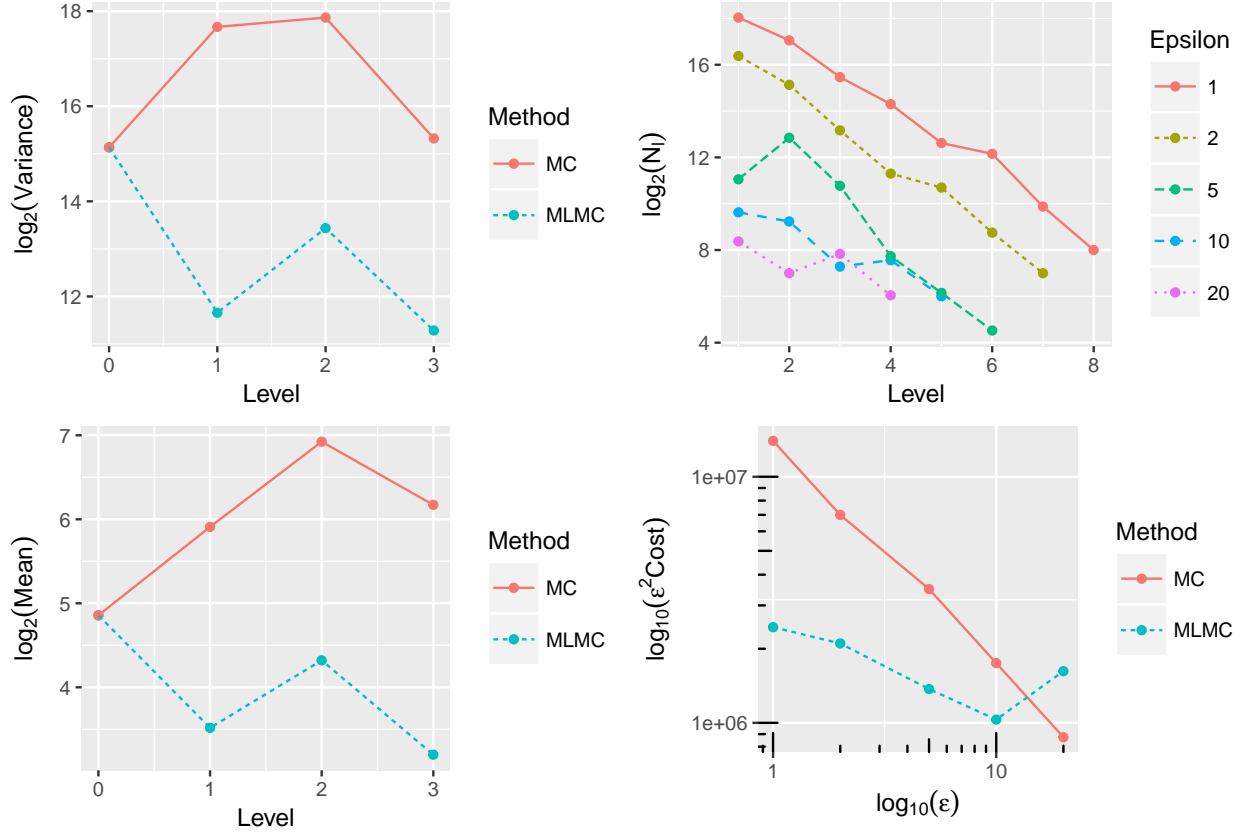 18
16
14
12
0
1
2
3
log₂(Variance)
Level
Method
MC
MLMC
16
12
8
4
2
4
6
8
log₂(Nₗ)
Level
Epsilon
1
2
5
10
20
7
6
5
4
0
1
2
3
log₂(Mean)
Level
Method
MC
MLMC
1e+07
1e+06
1
10
log₁₀(ε²Cost)
log₁₀(ε)
Method
MC
MLMC